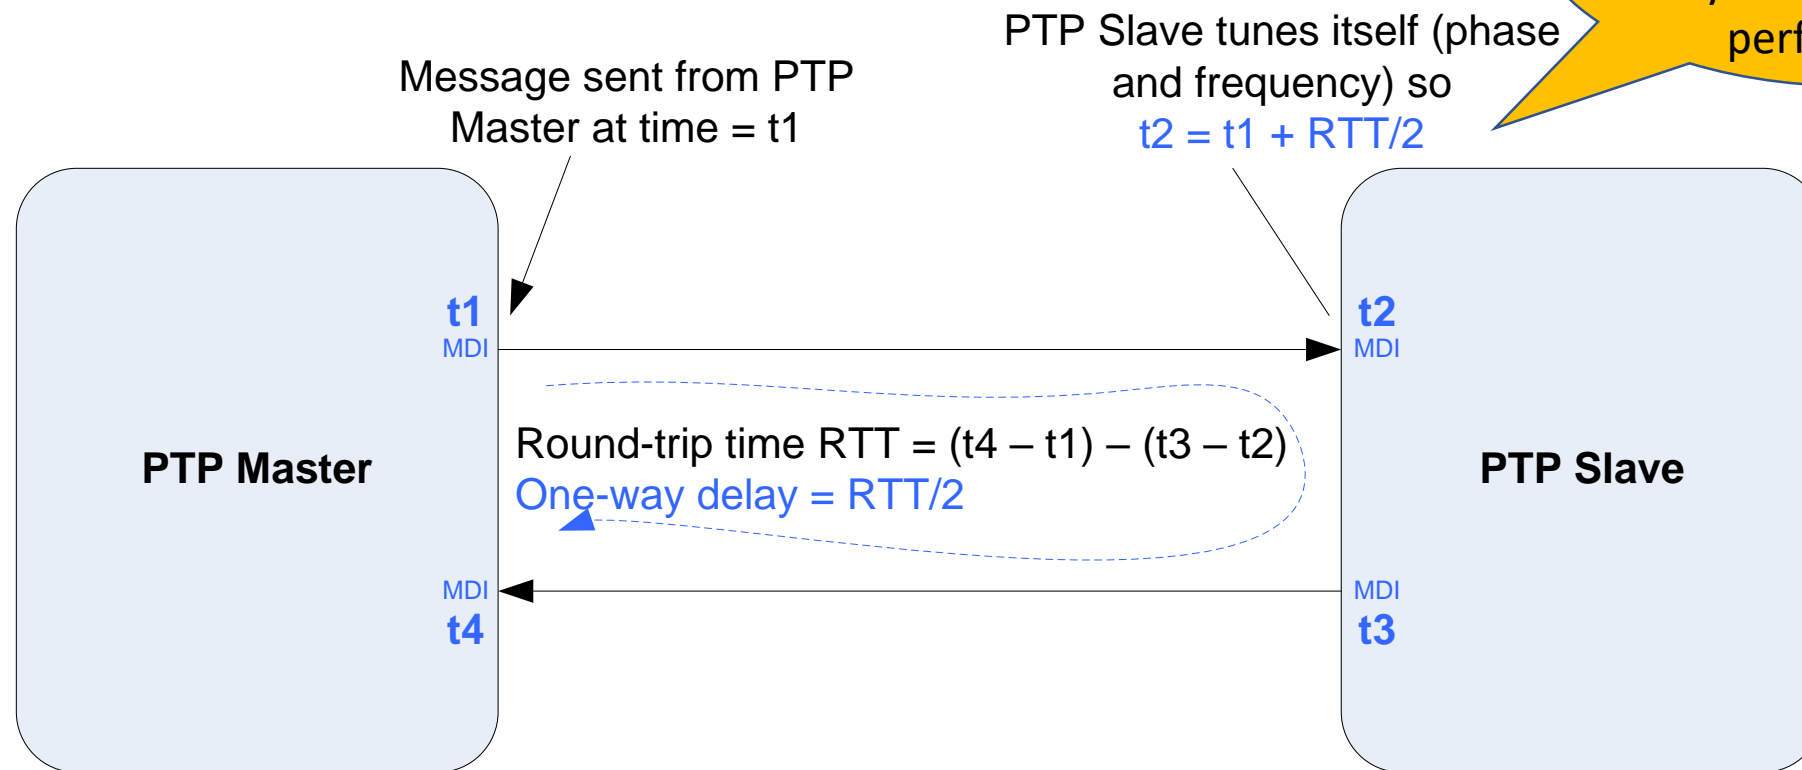 PTP Slave tunes itself (phase
and frequency) so
t2 = t1 + RTT/2
Message sent from PTP
Master at time = t1
t1
MDI
t2
MDI
Round-trip time RTT = (t4 – t1) – (t3 – t2)
One-way delay = RTT/2
PTP Master
PTP Slave
MDI
t4
MDI
t3